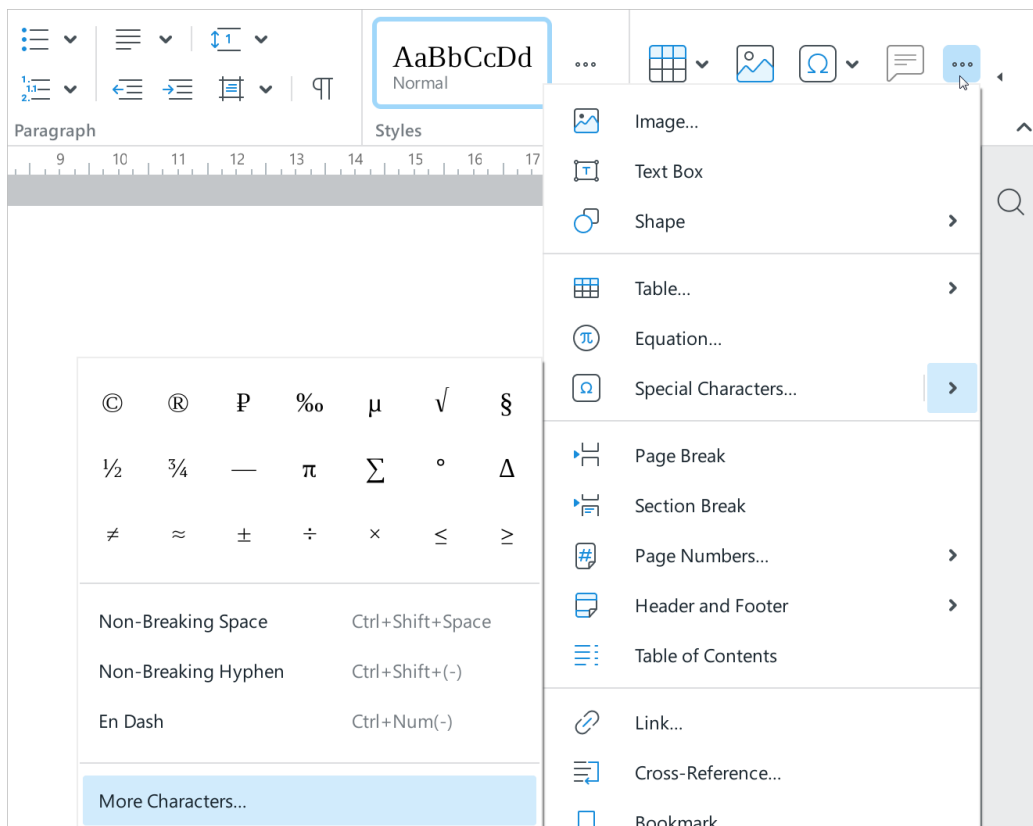 AaBbCcDd
Normal
Paragraph
Styles
9 10 11 12 13 14 15 16 17
Image...
Text Box
Shape
Table...
Equation...
Special Characters...
Page Break
Section Break
Page Numbers...
Header and Footer
Table of Contents
Link...
Cross-Reference...
Bookmark
© ® ₽ ‰ µ √ §
½ ¾ — π ∑ ° Δ
≠ ≈ ± ÷ × ≤ ≥
Non-Breaking Space Ctrl+Shift+Space
Non-Breaking Hyphen Ctrl+Shift+(-)
En Dash Ctrl+Num(-)
More Characters...